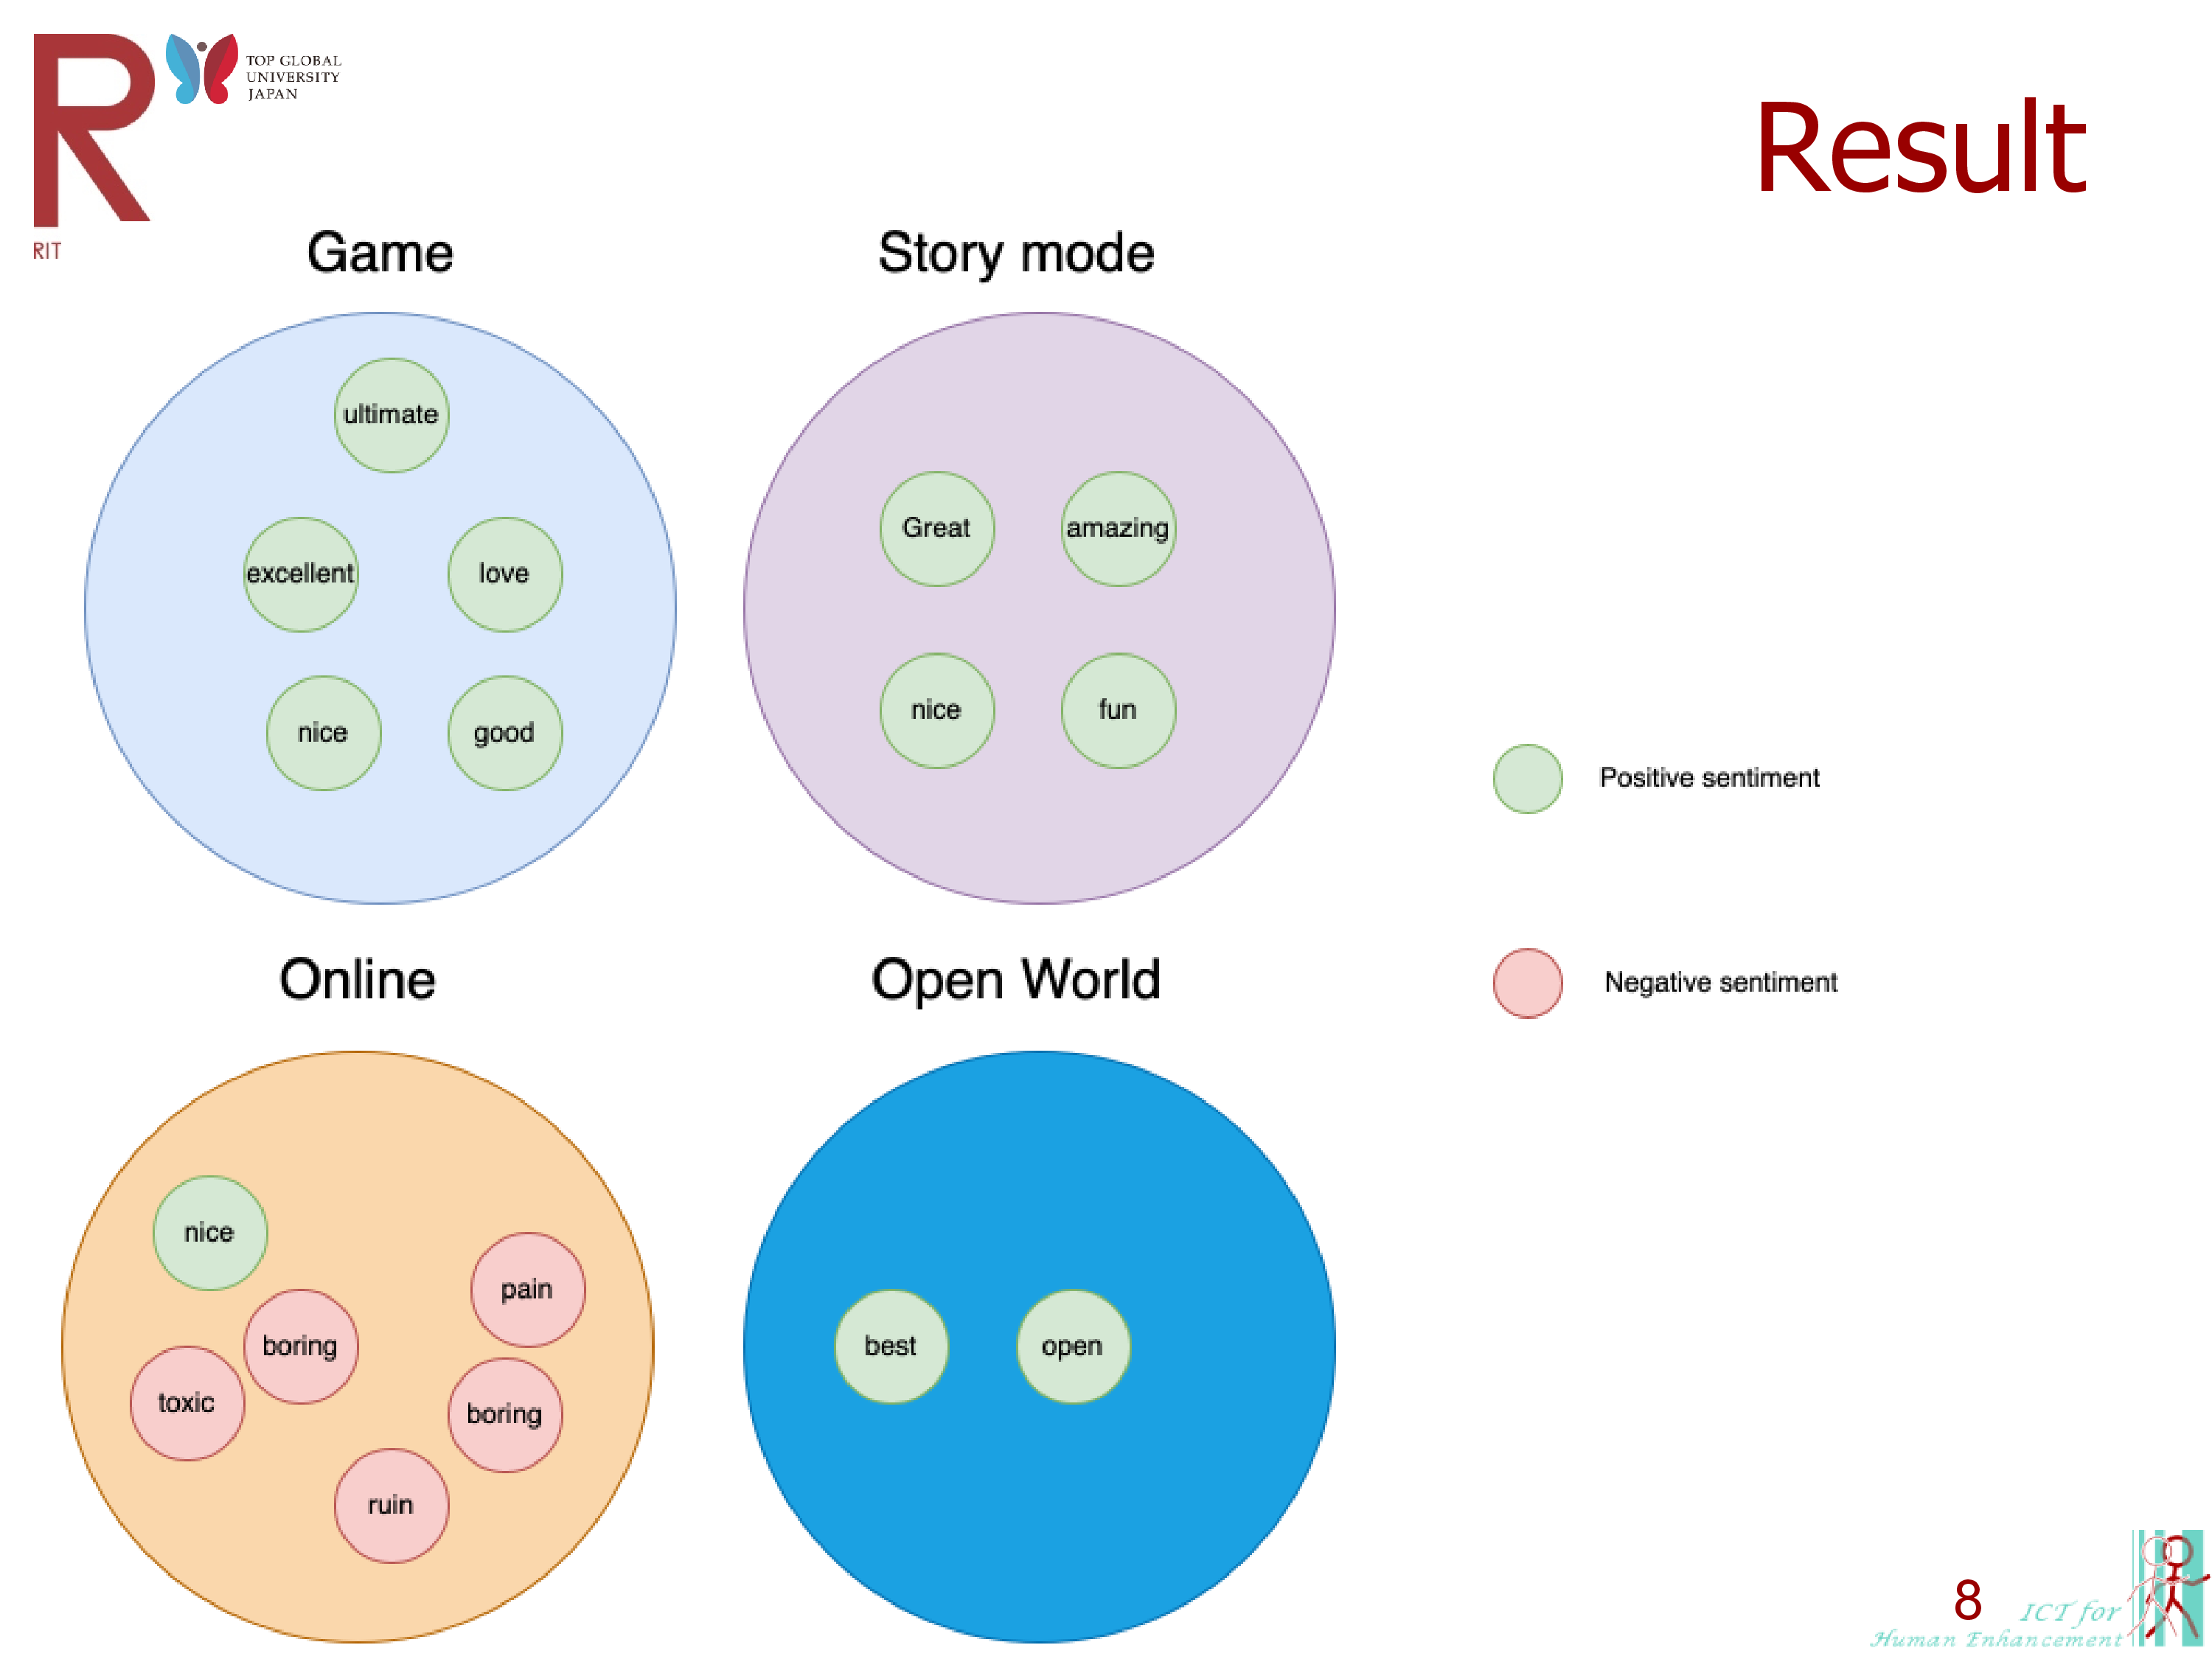 TOP GLOBAL
UNIVERSITY
JAPAN
RIT
Result
Game
Story mode
ultimate
Great
amazing
excellent
love
nice
fun
nice
good
Positive sentiment
Online
Open World
Negative sentiment
nice
pain
boring
best
open
toxic
boring
ruin
8
ICT for
Human Enhancement